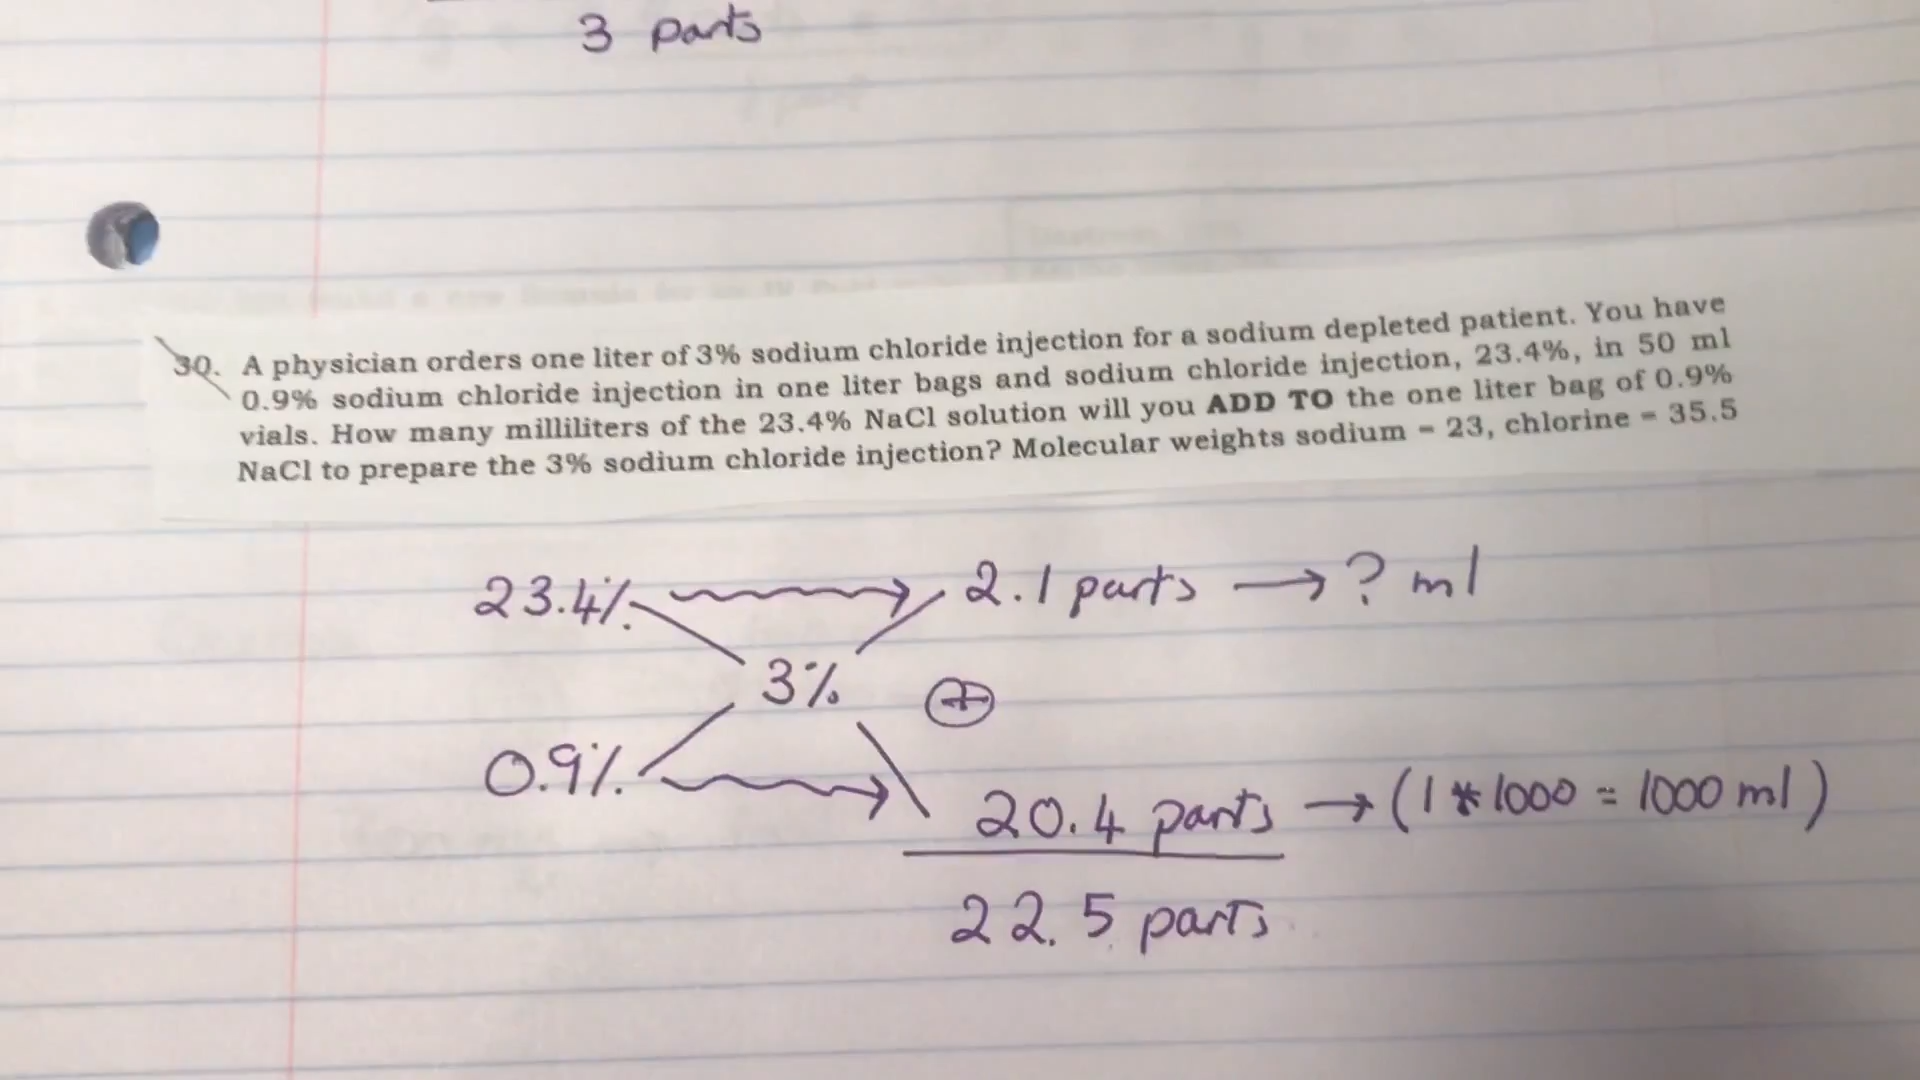 3 parts
30. A physician orders one liter of 3% sodium chloride injection for a sodium depleted patient. You have
0.9% sodium chloride injection in one liter bags and sodium chloride injection, 23.4%, in 50 ml
vials. How many milliliters of the 23.4% NaCl solution will you ADD TO the one liter bag of 0.9%
NaCl to prepare the 3% sodium chloride injection? Molecular weights sodium = 23, chlorine = 35.5
23.4% 2.1 parts → ? ml
3% +
0.9% 20.4 parts → (1 * 1000 = 1000 ml)
22.5 parts